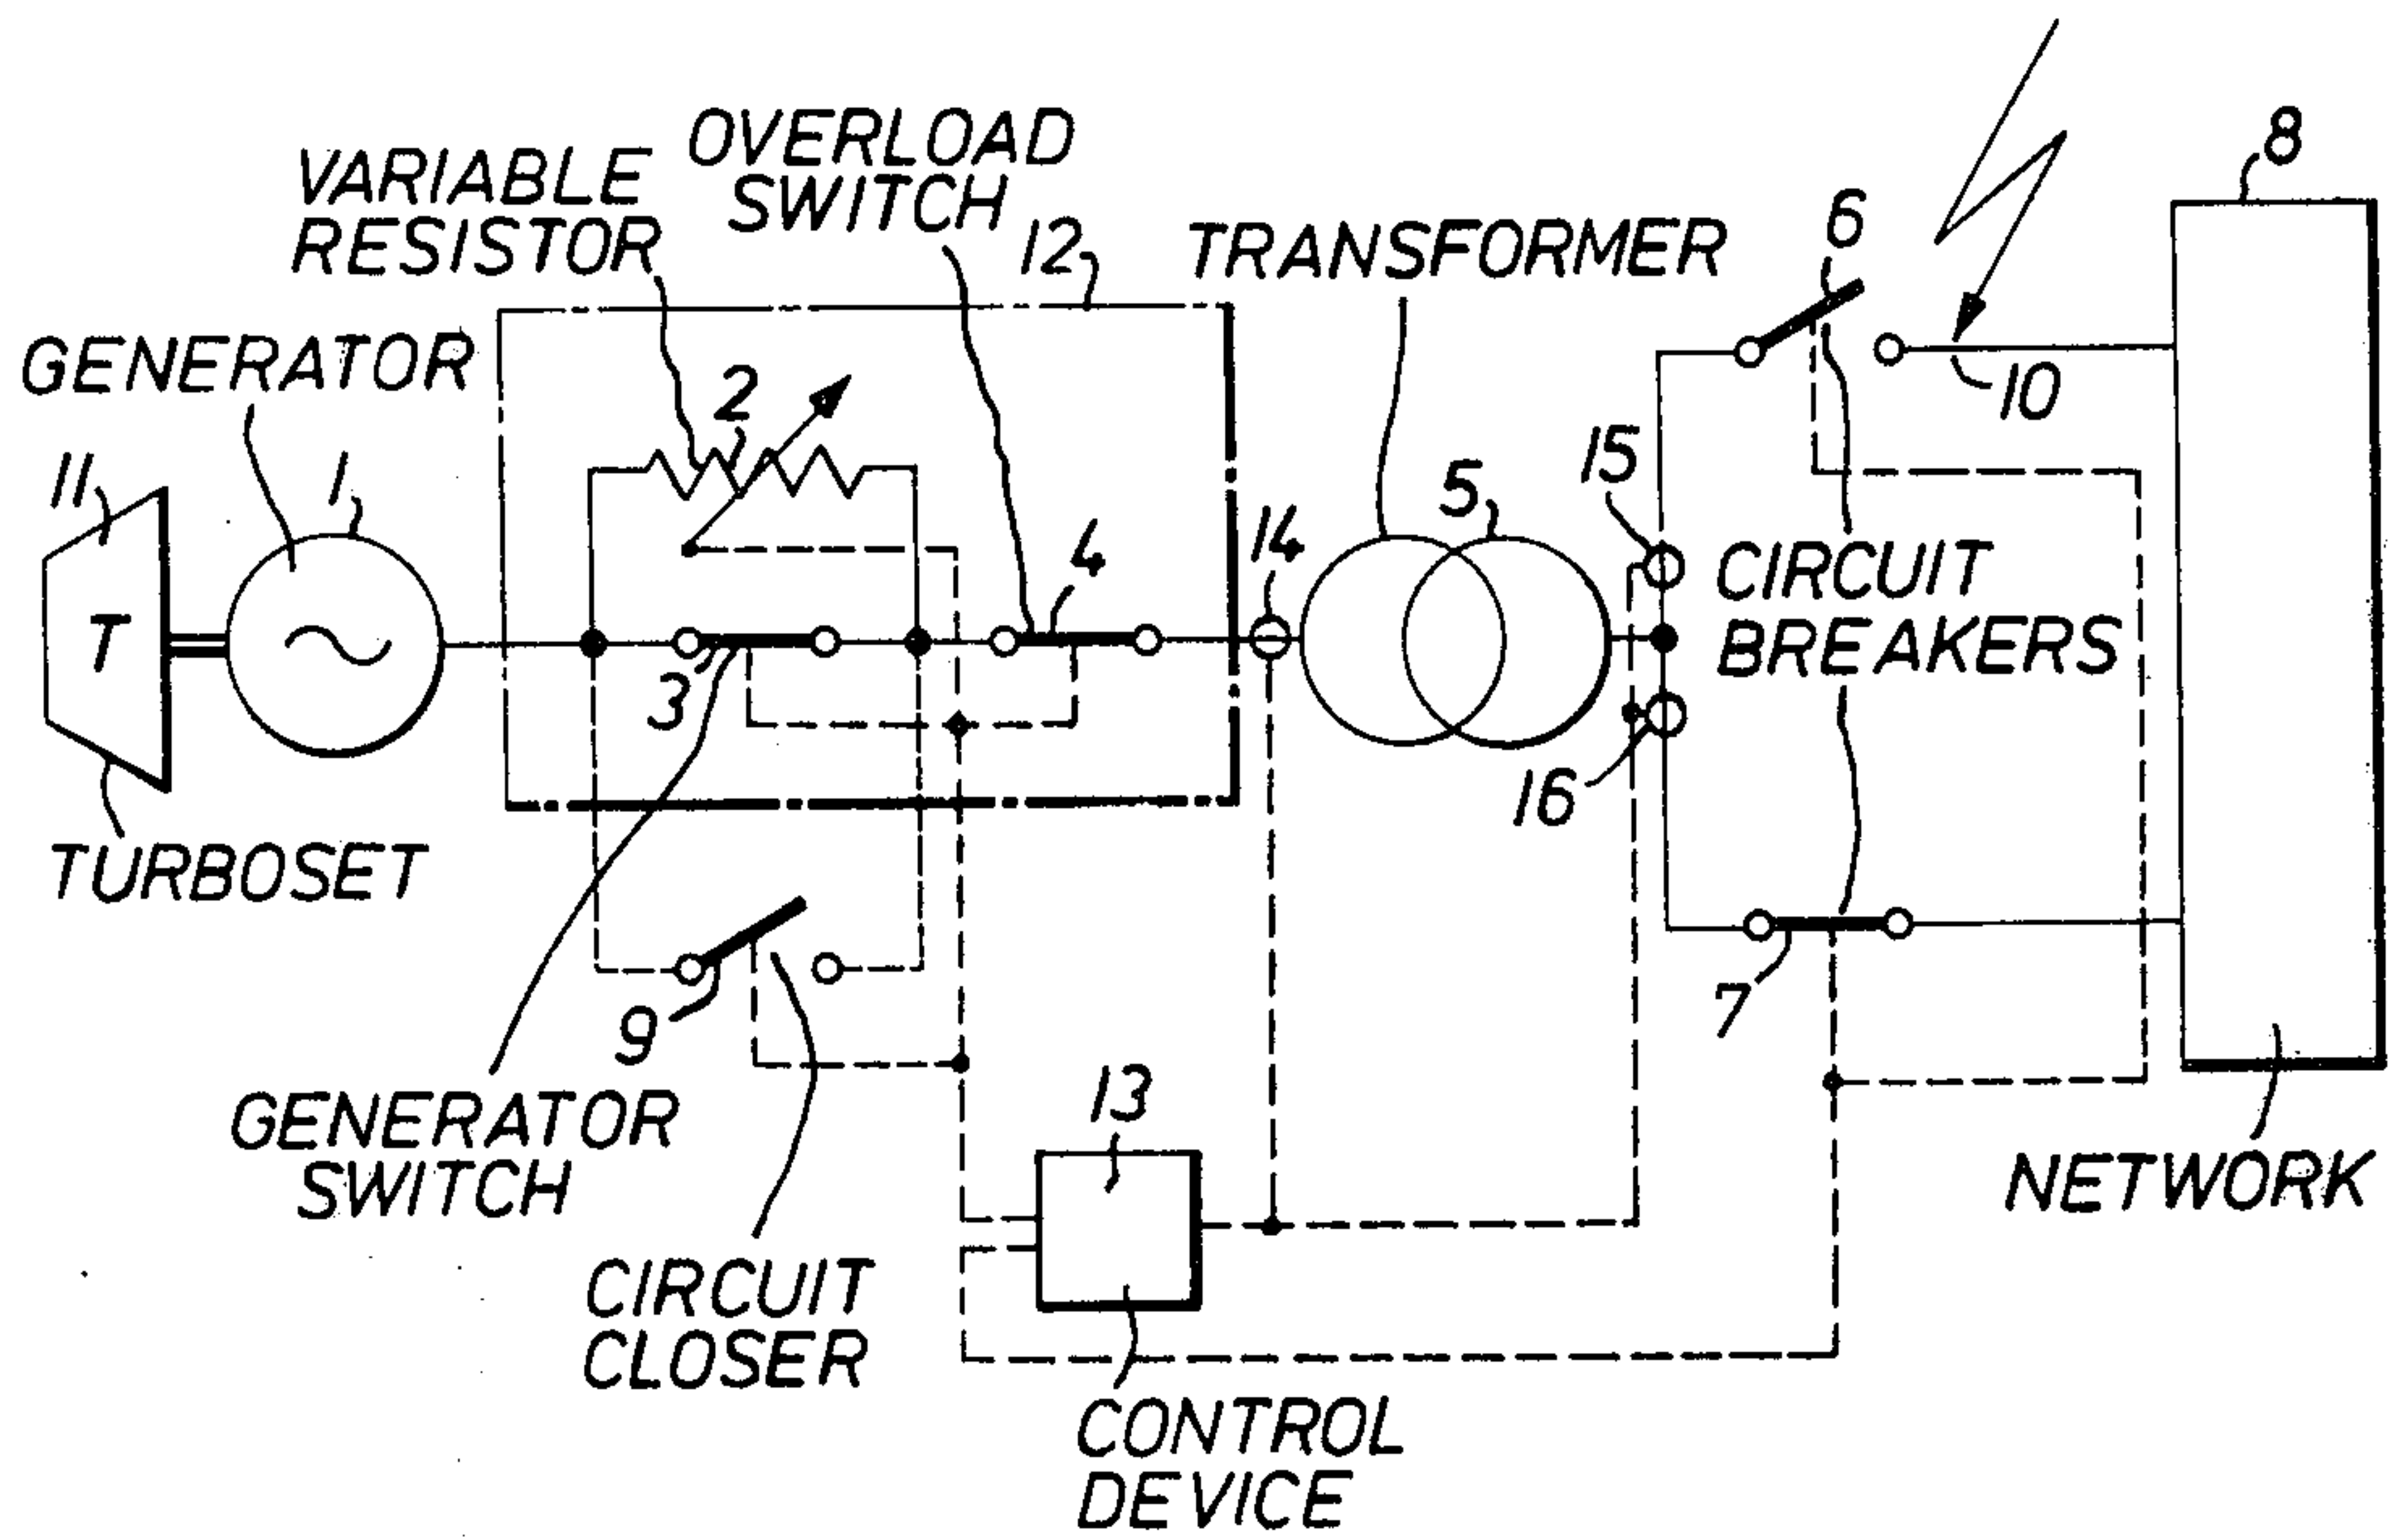 VARIABLE
RESISTOR
OVERLOAD
SWITCH
12
TRANSFORMER
6
8
GENERATOR
2
10
11
1
15
5
14
4
CIRCUIT
BREAKERS
T
3
16
TURBOSET
9
7
GENERATOR
SWITCH
13
NETWORK
CIRCUIT
CLOSER
CONTROL
DEVICE